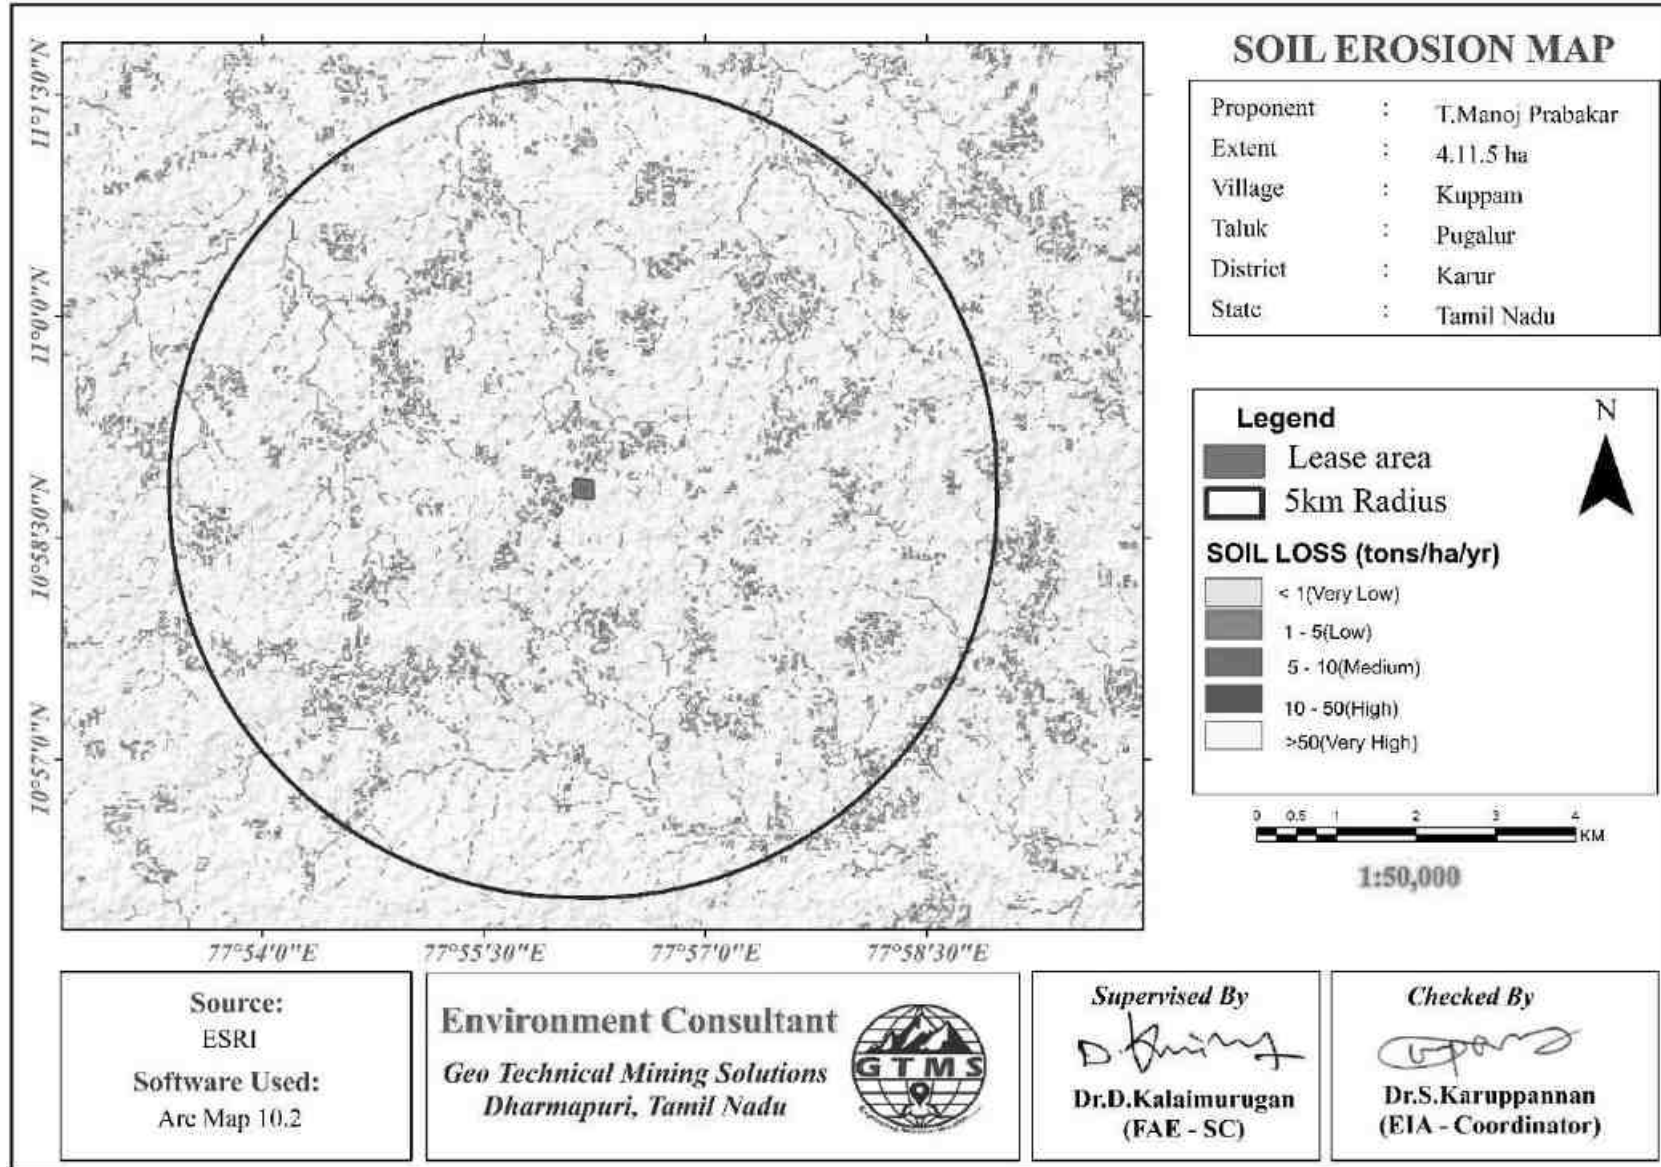 SOIL EROSION MAP
Proponent : T.Manoj Prabakar
Extent : 4.11.5 ha
Village : Kuppam
Taluk : Pugalur
District : Karur
State : Tamil Nadu
11°1'30"N
11°0'0"N
10°58'30"N
10°57'0"N
77°54'0"E
77°55'30"E
77°57'0"E
77°58'30"E
Legend
Lease area
5km Radius
SOIL LOSS (tons/ha/yr)
< 1(Very Low)
1 - 5(Low)
5 - 10(Medium)
10 - 50(High)
>50(Very High)
N
0 0.5 1 2 3 4
KM
1:50,000
Source:
ESRI
Software Used:
Arc Map 10.2
Environment Consultant
Geo Technical Mining Solutions
Dharmapuri, Tamil Nadu
GTMS
Supervised By
Dr.D.Kalaimurugan
(FAE - SC)
Checked By
Dr.S.Karuppannan
(EIA - Coordinator)